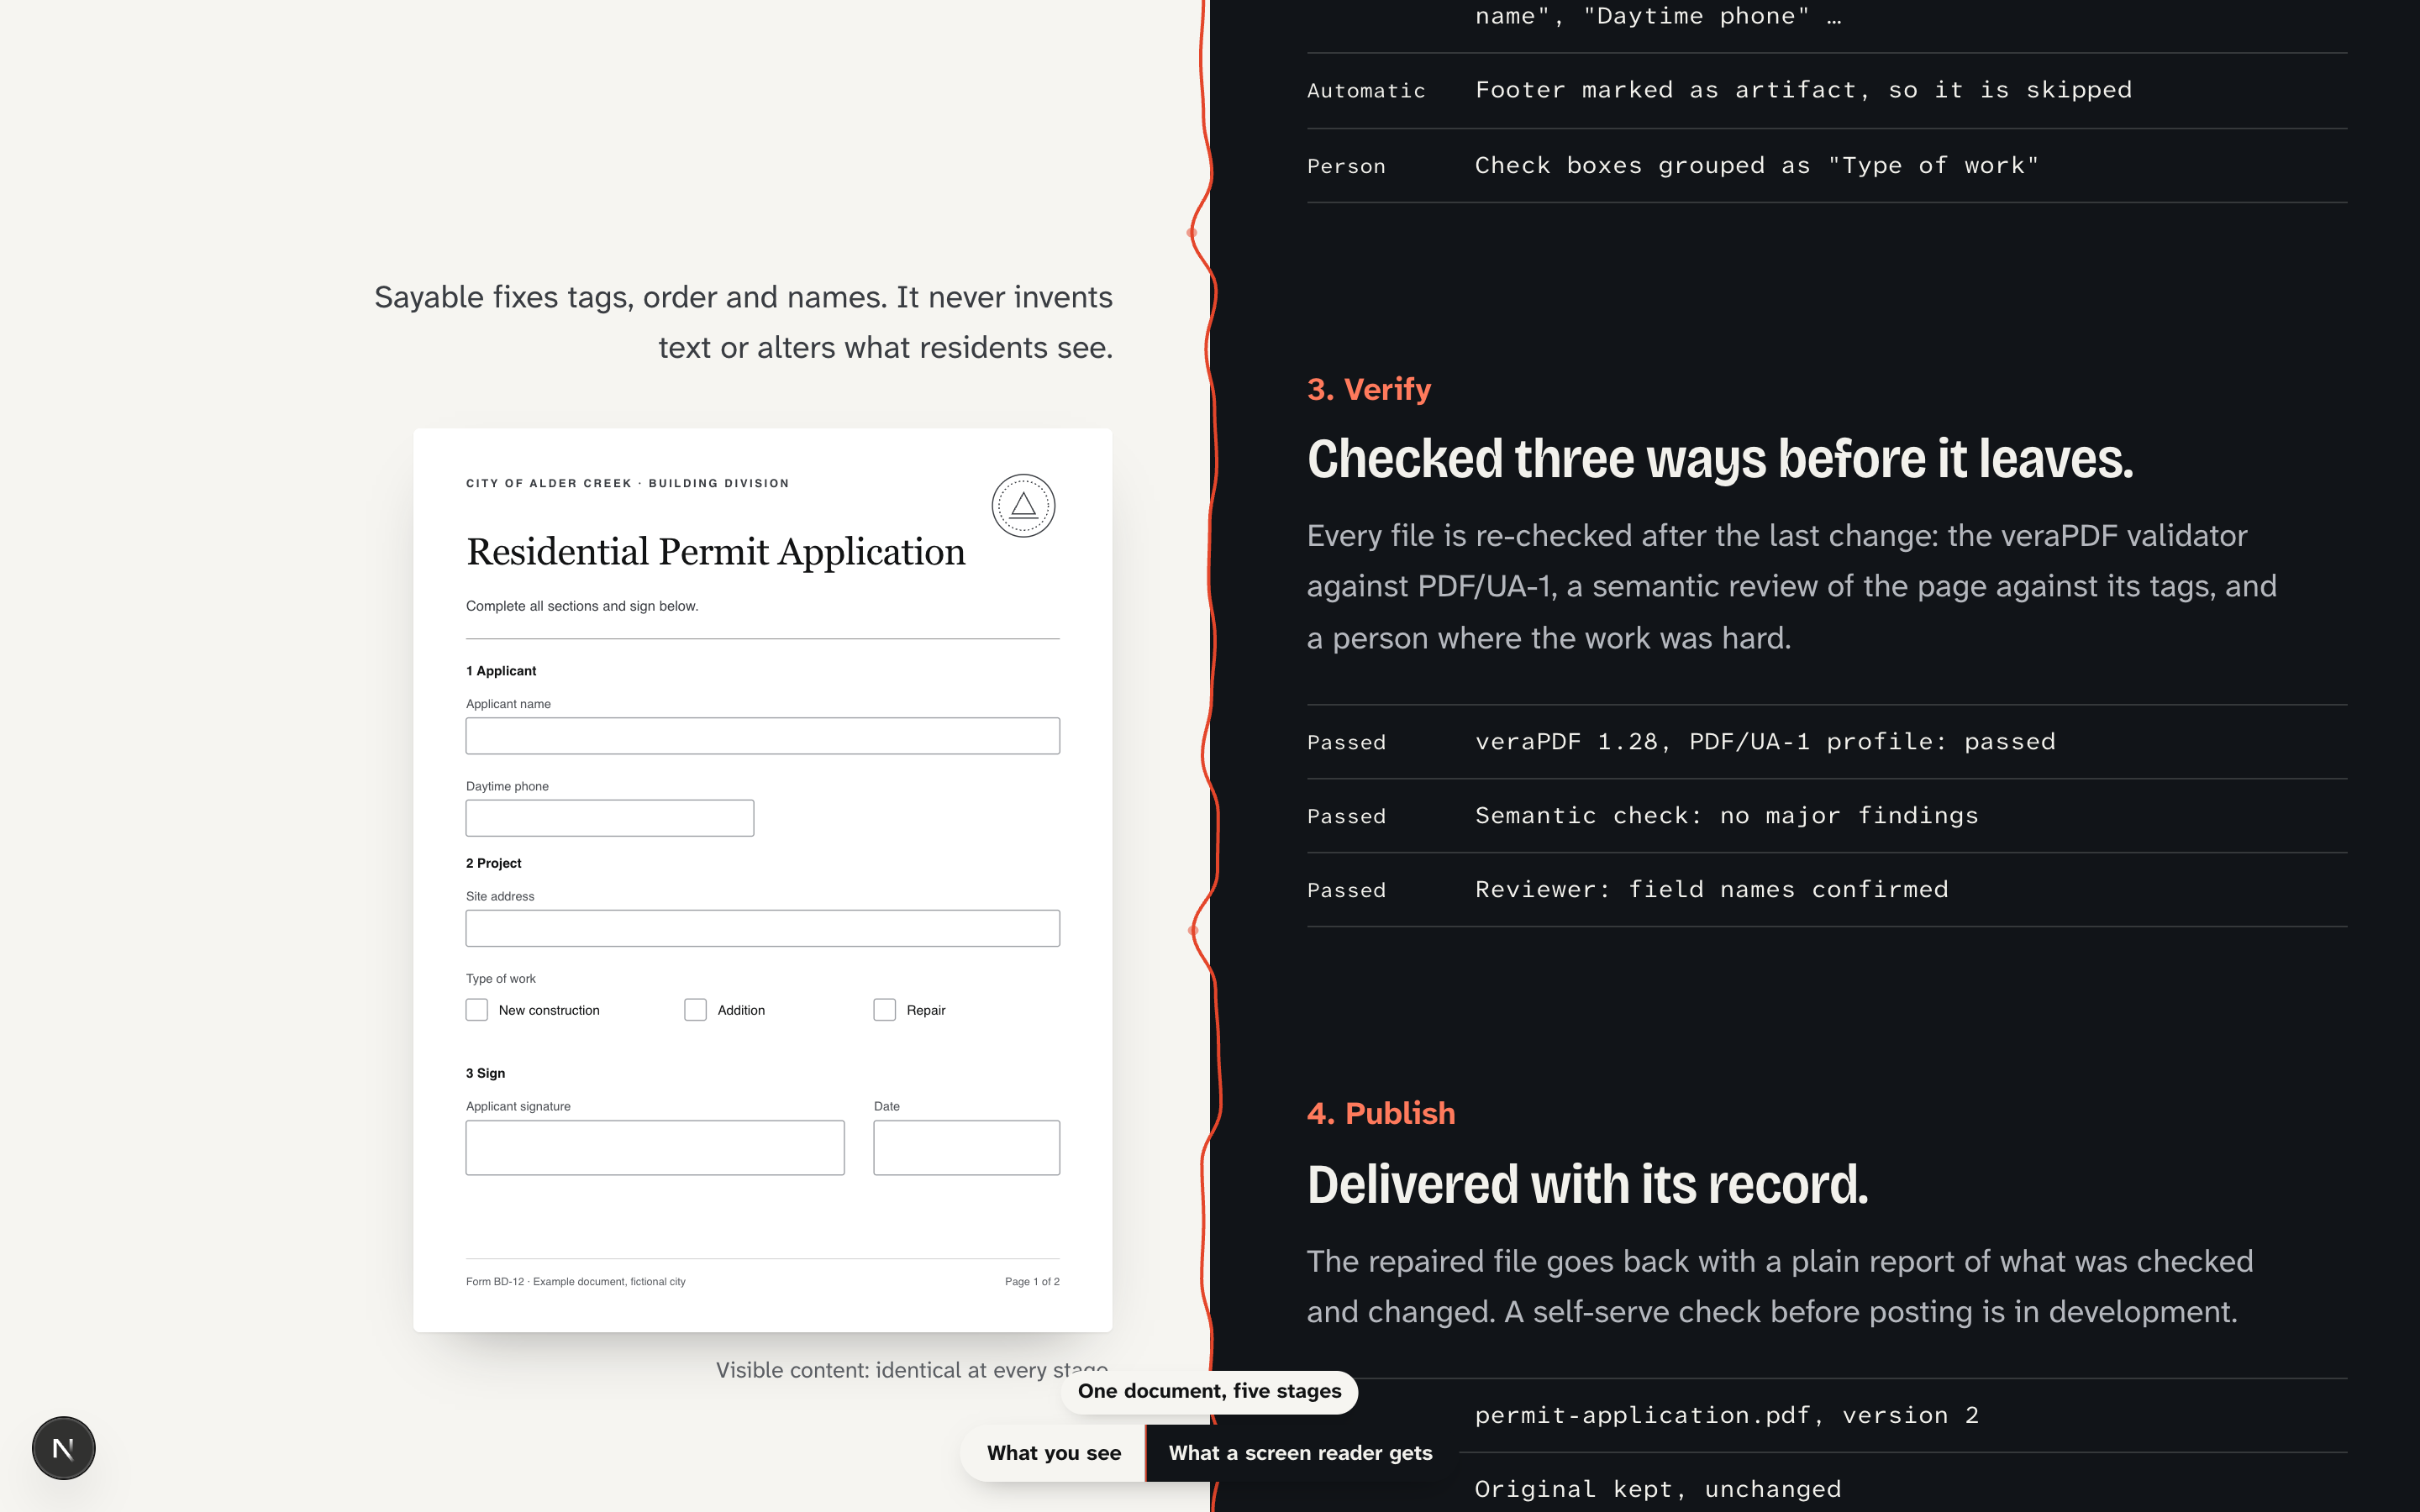 Sayable fixes tags, order and names. It never invents
text or alters what residents see.
CITY OF ALDER CREEK · BUILDING DIVISION
Residential Permit Application
Complete all sections and sign below.
1 Applicant
Applicant name
Daytime phone
2 Project
Site address
Type of work
New construction
Addition
Repair
3 Sign
Applicant signature
Date
Form BD-12 · Example document, fictional city
Page 1 of 2
Visible content: identical at every stage.
name", "Daytime phone" …
Automatic Footer marked as artifact, so it is skipped
Person Check boxes grouped as "Type of work"
3. Verify
Checked three ways before it leaves.
Every file is re-checked after the last change: the veraPDF validator
against PDF/UA-1, a semantic review of the page against its tags, and
a person where the work was hard.
Passed veraPDF 1.28, PDF/UA-1 profile: passed
Passed Semantic check: no major findings
Passed Reviewer: field names confirmed
4. Publish
Delivered with its record.
The repaired file goes back with a plain report of what was checked
and changed. A self-serve check before posting is in development.
permit-application.pdf, version 2
Original kept, unchanged
One document, five stages
What you see
What a screen reader gets
N